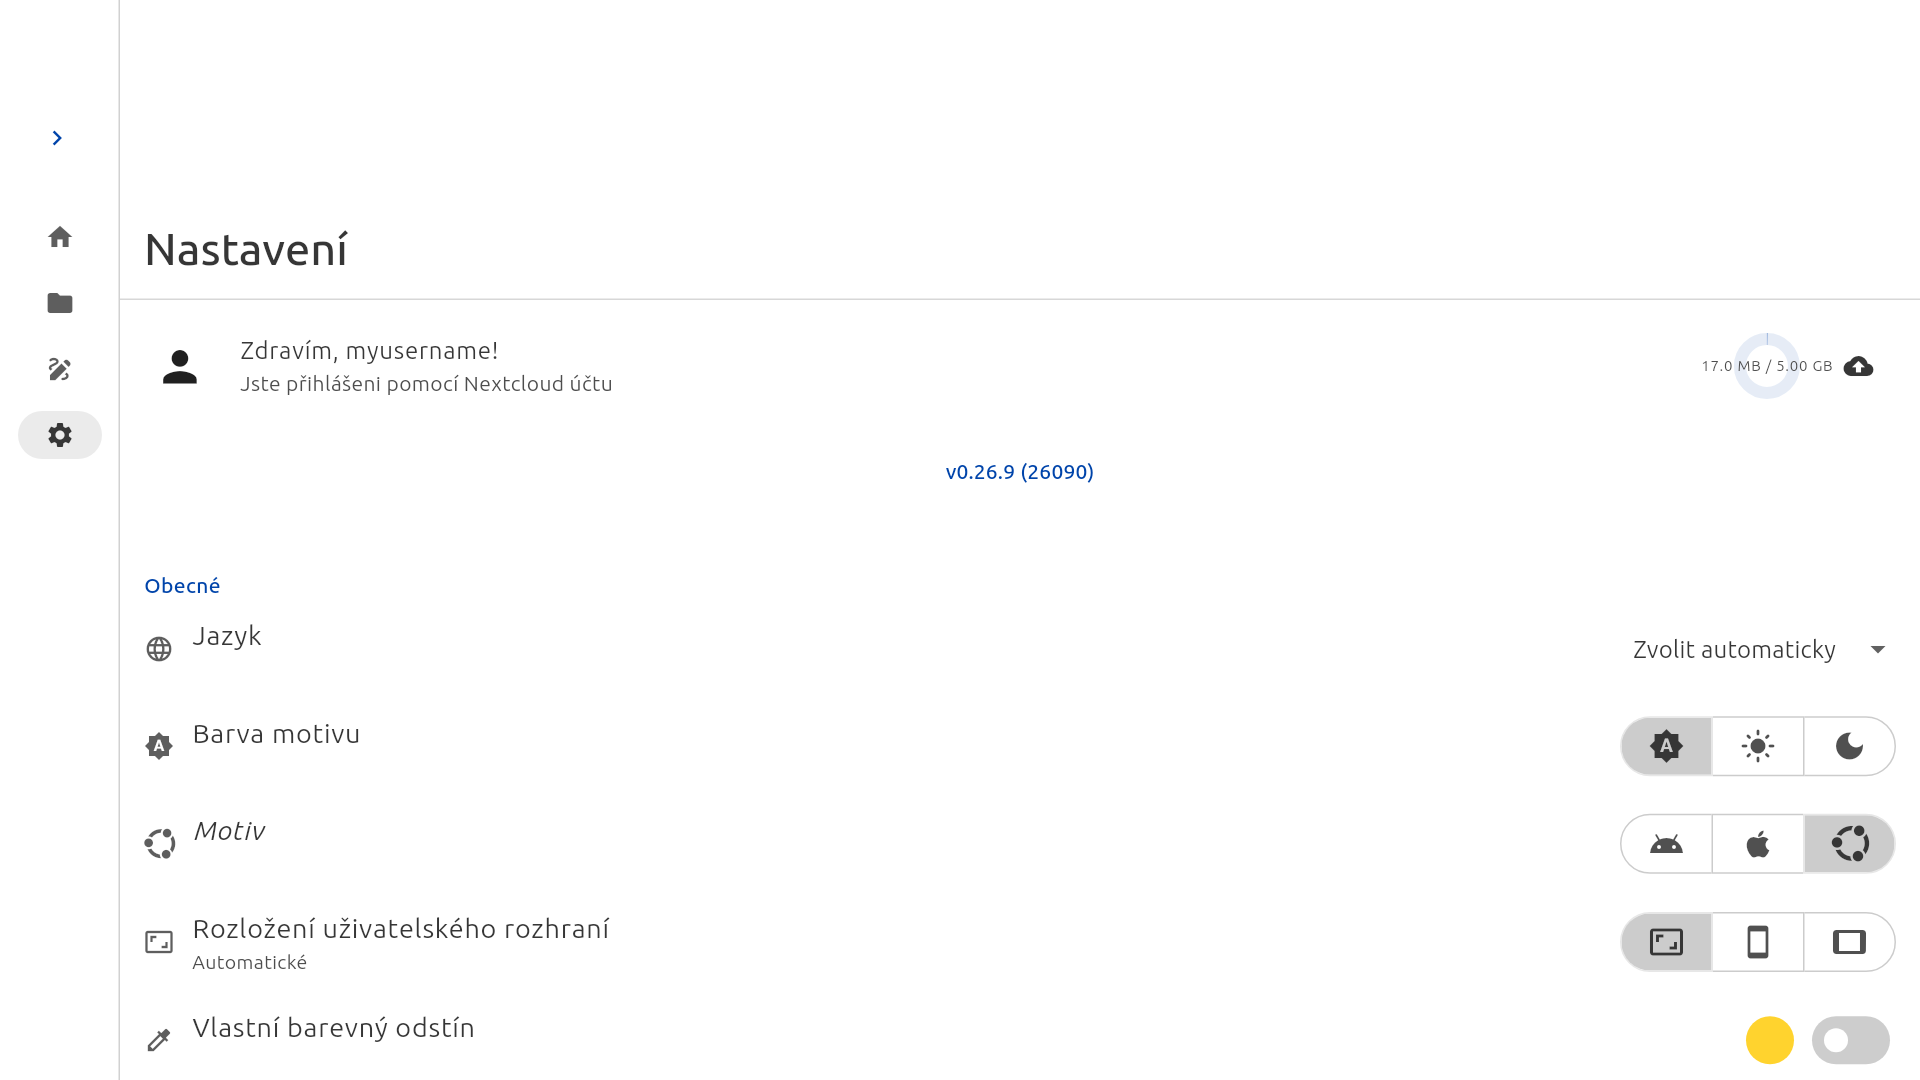 Nastavení
Zdravím, myusername!
Jste přihlášeni pomocí Nextcloud účtu
17.0 MB / 5.00 GB
v0.26.9 (26090)
Obecné
Jazyk
Zvolit automaticky
Barva motivu
A
A
Motiv
Rozložení uživatelského rozhraní
Automatické
Vlastní barevný odstín